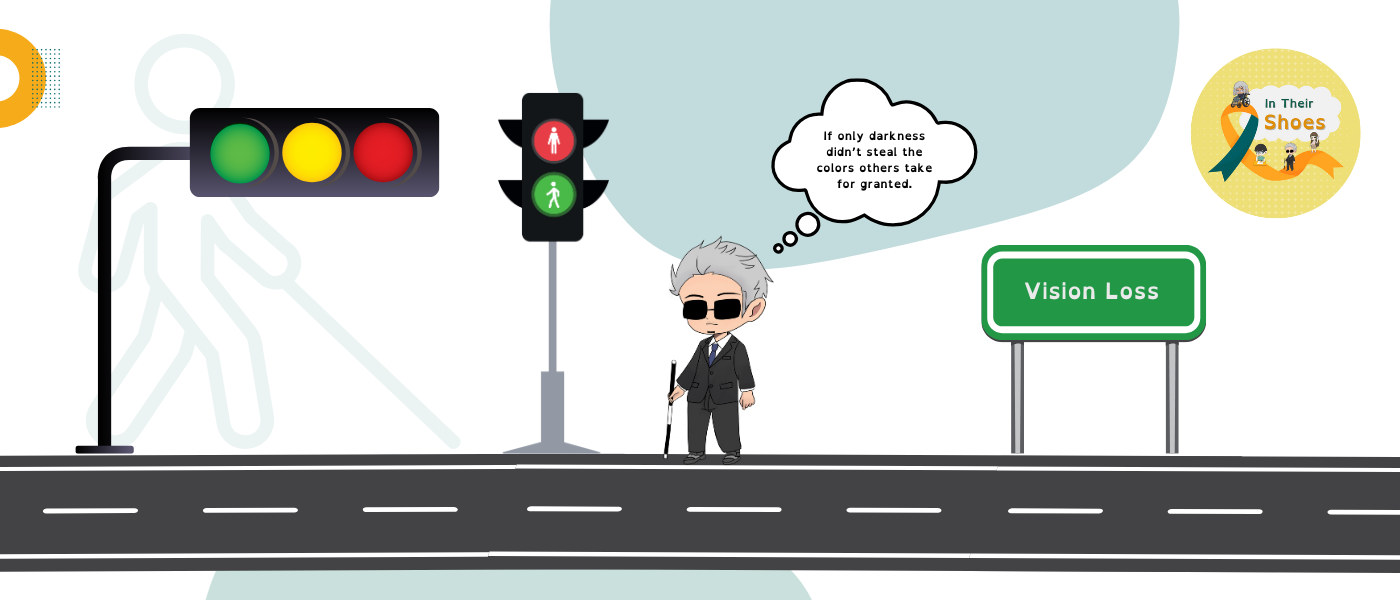 If only darkness
didn't steal the
colors others take
for granted.
In Their
Shoes
Vision Loss